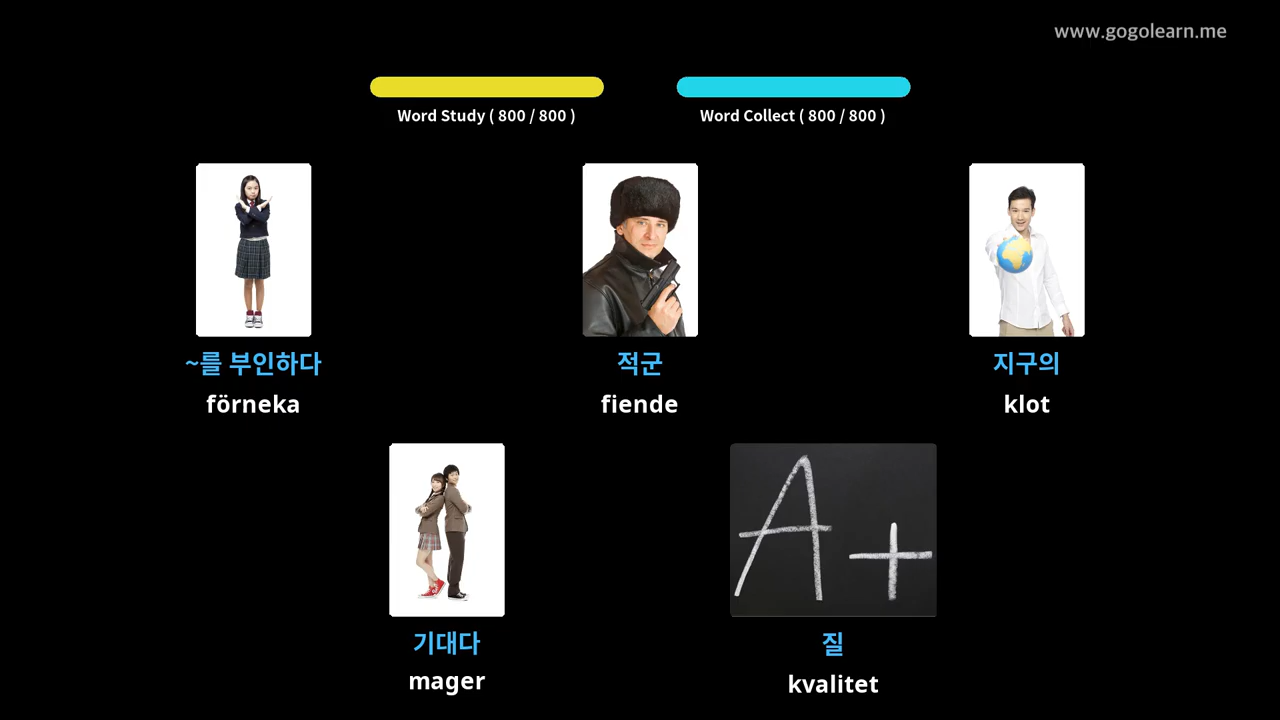 www.gogolearn.me
Word Study ( 800 / 800 )
Word Collect ( 800 / 800 )
~를 부인하다
förneka
적군
fiende
지구의
klot
기대다
mager
A+
질
kvalitet